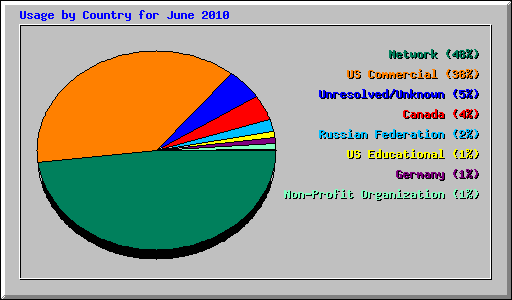 Usage by Country for June 2010
Network (48%)
US Commercial (38%)
Unresolved/Unknown (5%)
Canada (4%)
Russian Federation (2%)
US Educational (1%)
Germany (1%)
Non-Profit Organization (1%)